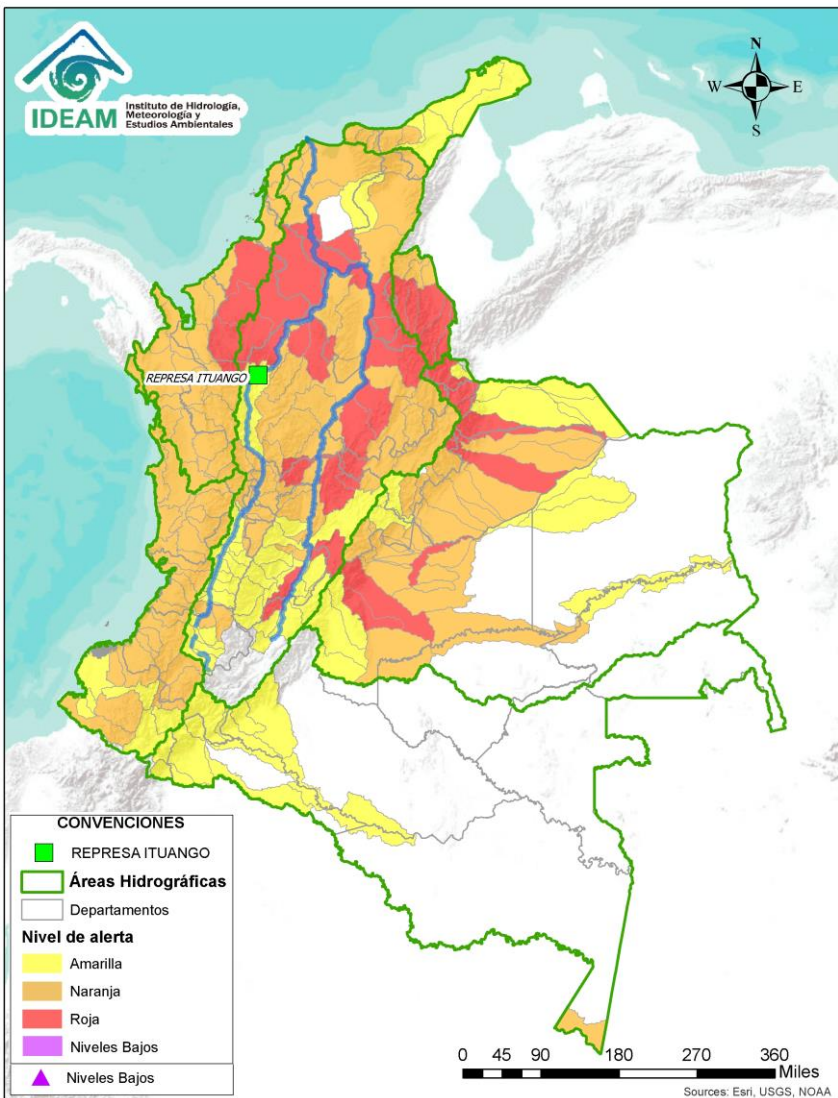 IDEAM
Instituto de Hidrología,
Meteorología y
Estudios Ambientales
N
W
E
S
REPRESA ITUANGO
CONVENCIONES
REPRESA ITUANGO
Áreas Hidrográficas
Departamentos
Nivel de alerta
Amarilla
Naranja
Roja
Niveles Bajos
Niveles Bajos
0 45 90 180 270 360
Miles
Sources: Esri, USGS, NOAA